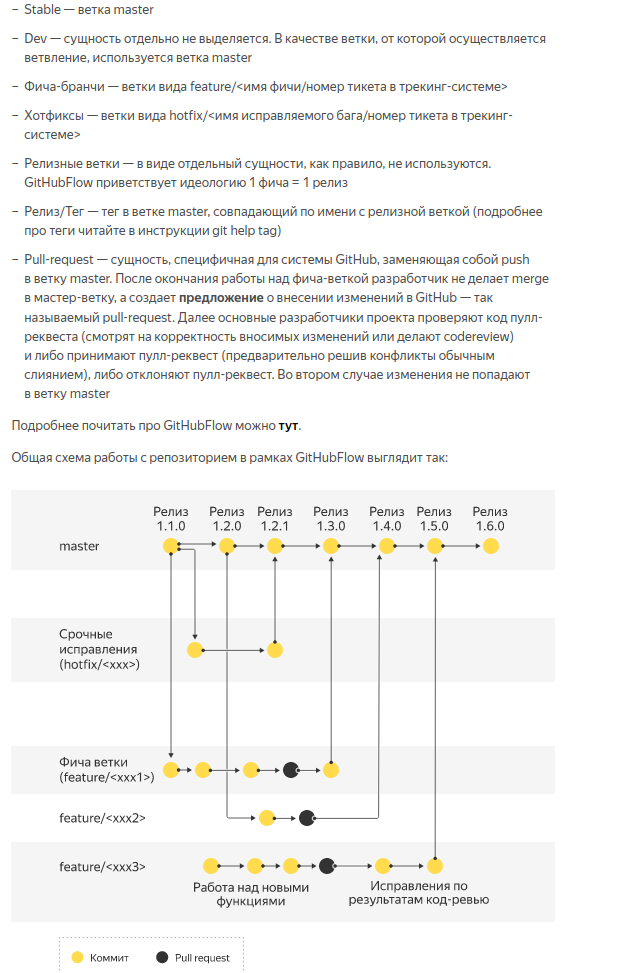 – Stable — ветка master
– Dev — сущность отдельно не выделяется. В качестве ветки, от которой осуществляется
ветвление, используется ветка master
– Фича-бранчи — ветки вида feature/<имя фичи/номер тикета в трекинг-системе>
– Хотфиксы — ветки вида hotfix/<имя исправляемого бага/номер тикета в трекинг-
системе>
– Релизные ветки — в виде отдельный сущности, как правило, не используются.
GitHubFlow приветствует идеологию 1 фича = 1 релиз
– Релиз/Тег — тег в ветке master, совпадающий по имени с релизной веткой (подробнее
про теги читайте в инструкции git help tag)
– Pull-request — сущность, специфичная для системы GitHub, заменяющая собой push
в ветку master. После окончания работы над фича-веткой разработчик не делает merge
в мастер-ветку, а создает предложение о внесении изменений в GitHub — так
называемый pull-request. Далее основные разработчики проекта проверяют код пулл-
реквеста (смотрят на корректность вносимых изменений или делают codereview)
и либо принимают пулл-реквест (предварительно решив конфликты обычным
слиянием), либо отклоняют пулл-реквест. Во втором случае изменения не попадают
в ветку master
Подробнее почитать про GitHubFlow можно тут.
Общая схема работы с репозиторием в рамках GitHubFlow выглядит так:
Релиз Релиз Релиз Релиз Релиз Релиз Релиз
1.1.0 1.2.0 1.2.1 1.3.0 1.4.0 1.5.0 1.6.0
master
Срочные
исправления
(hotfix/<xxx>)
Фича ветки
(feature/<xxx1>)
feature/<xxx2>
feature/<xxx3>
Работа над новыми
функциями
Исправления по
результатам код-ревью
Коммит Pull request